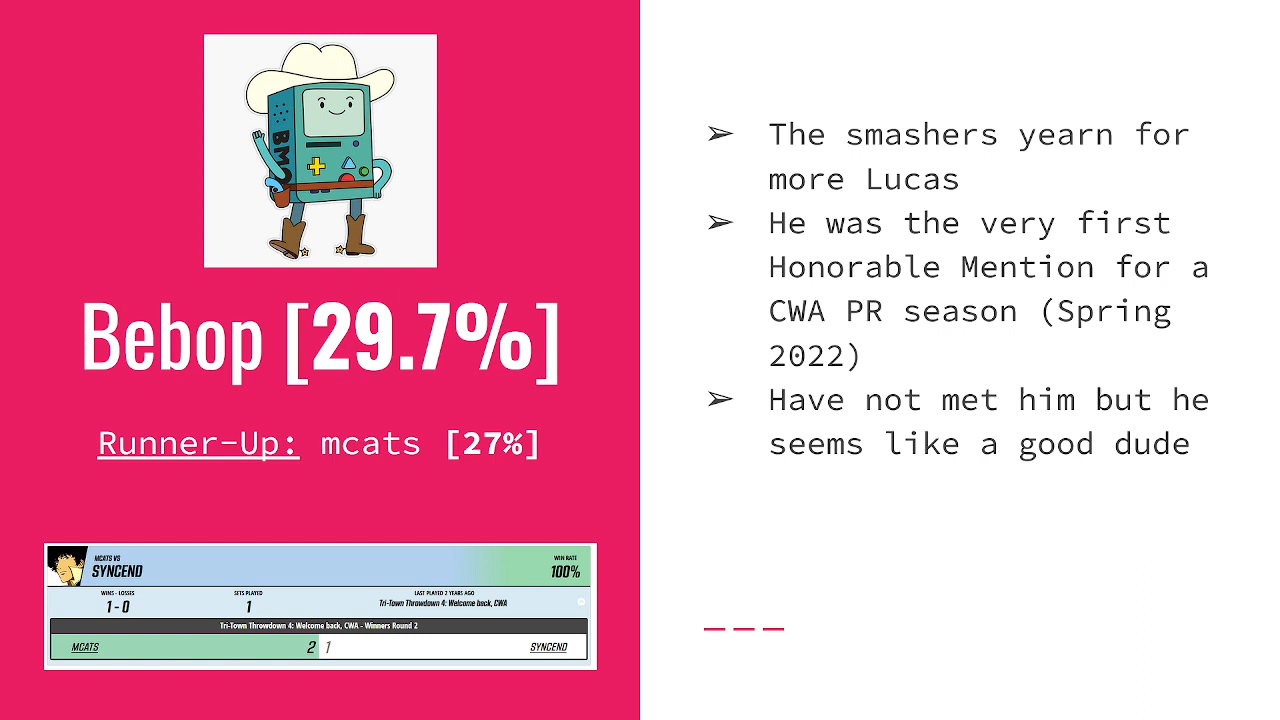 BMO
Bebop [29.7%]
Runner-Up: mcats [27%]
MCATS VS
SYNCEND
WIN RATE
100%
WINS - LOSSES
1 - 0
SETS PLAYED
1
LAST PLAYED 2 YEARS AGO
Tri-Town Throwdown 4: Welcome back, CWA
Tri-Town Throwdown 4: Welcome back, CWA - Winners Round 2
MCATS 2 1 SYNCEND
➢ The smashers yearn for
more Lucas
➢ He was the very first
Honorable Mention for a
CWA PR season (Spring
2022)
➢ Have not met him but he
seems like a good dude